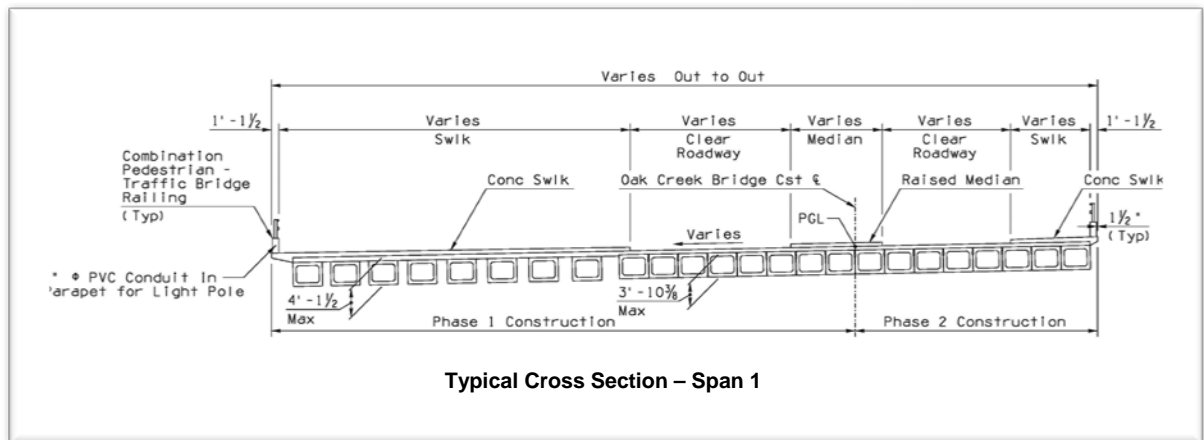 Varies Out to Out
1'-1½
Varies
Swlk
Varies
Clear
Roadway
Varies
Median
Varies
Clear
Roadway
Varies
Swlk
1'-1½
Combination
Pedestrian -
Traffic Bridge
Railing
(Typ)
Conc Swlk
Oak Creek Bridge Cst ℄
Raised Median
Conc Swlk
PGL
Varies
1½"
(Typ)
" Φ PVC Conduit In
arapet for Light Pole
4'-1½
Max
3'-10⅜
Max
Phase 1 Construction
Phase 2 Construction
Typical Cross Section – Span 1